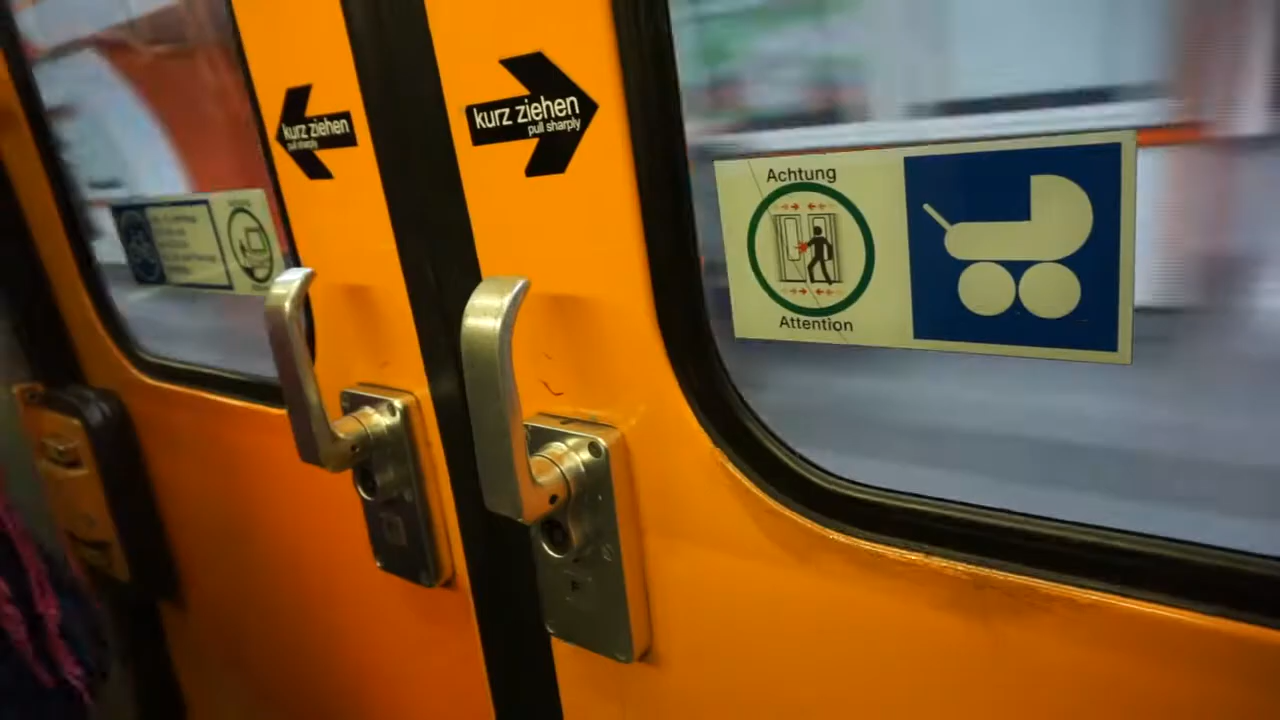 kurz ziehen
pull sharply
kurz ziehen
pull sharply
Achtung
Attention